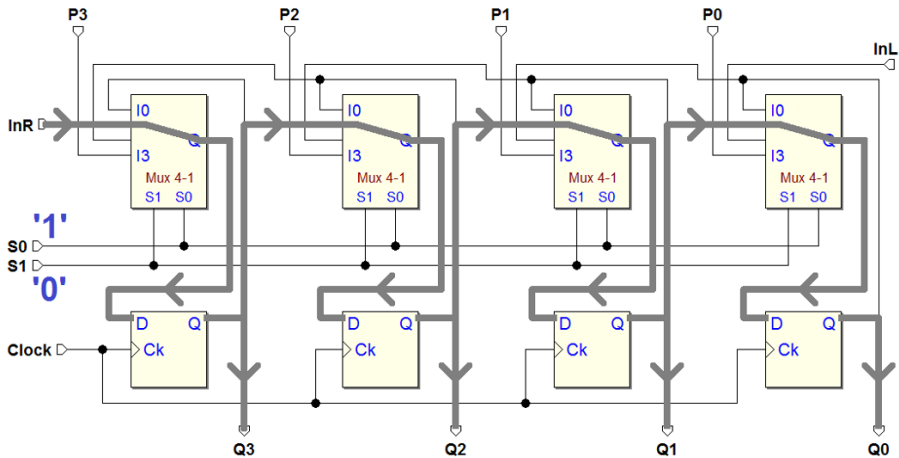 P3 P2 P1 P0
InL
I0 I0 I0 I0
InR Q Q Q Q
I3 I3 I3 I3
Mux 4-1 Mux 4-1 Mux 4-1 Mux 4-1
S1 S0 S1 S0 S1 S0 S1 S0
'1'
S0
S1
'0'
D Q D Q D Q D Q
Clock Ck Ck Ck Ck
Q3 Q2 Q1 Q0